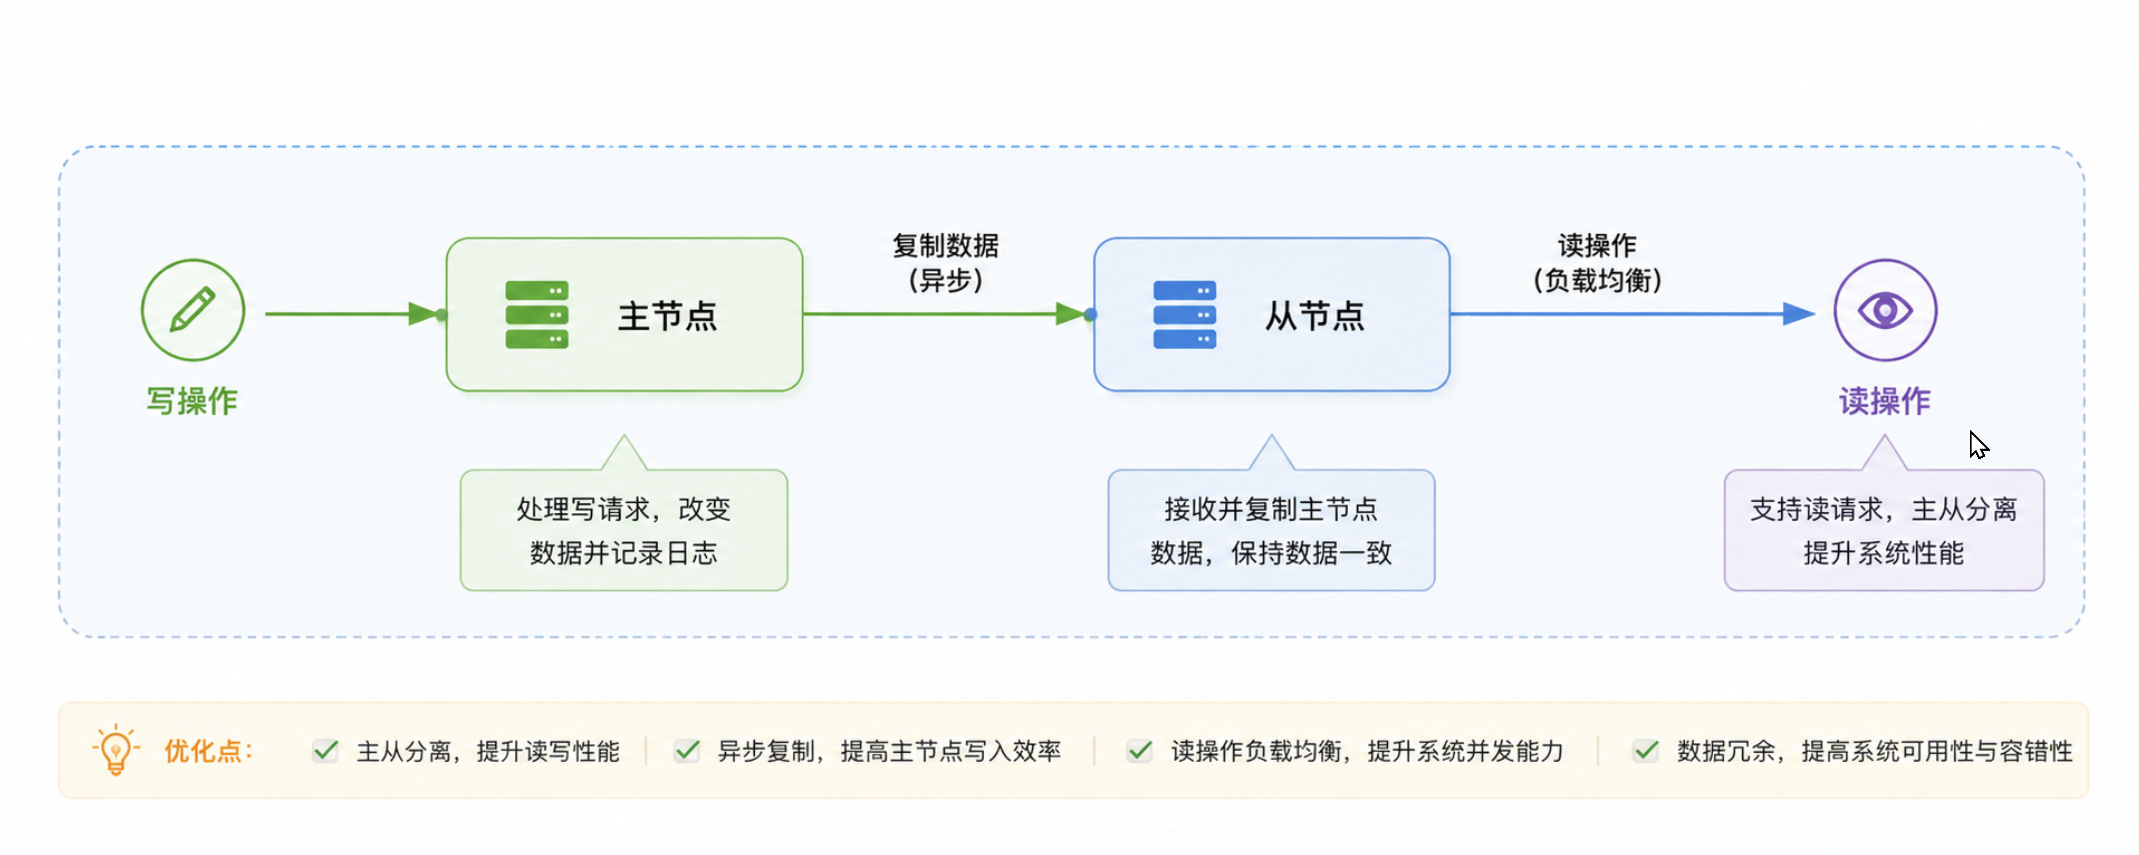 复制数据
（异步）
读操作
（负载均衡）
主节点
从节点
写操作
读操作
处理写请求，改变
数据并记录日志
接收并复制主节点
数据，保持数据一致
支持读请求，主从分离
提升系统性能
优化点：
主从分离，提升读写性能
异步复制，提高主节点写入效率
读操作负载均衡，提升系统并发能力
数据冗余，提高系统可用性与容错性